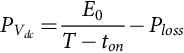 P_{V_{dc}} = \frac{E_0}{T - t_{on}} - P_{loss}